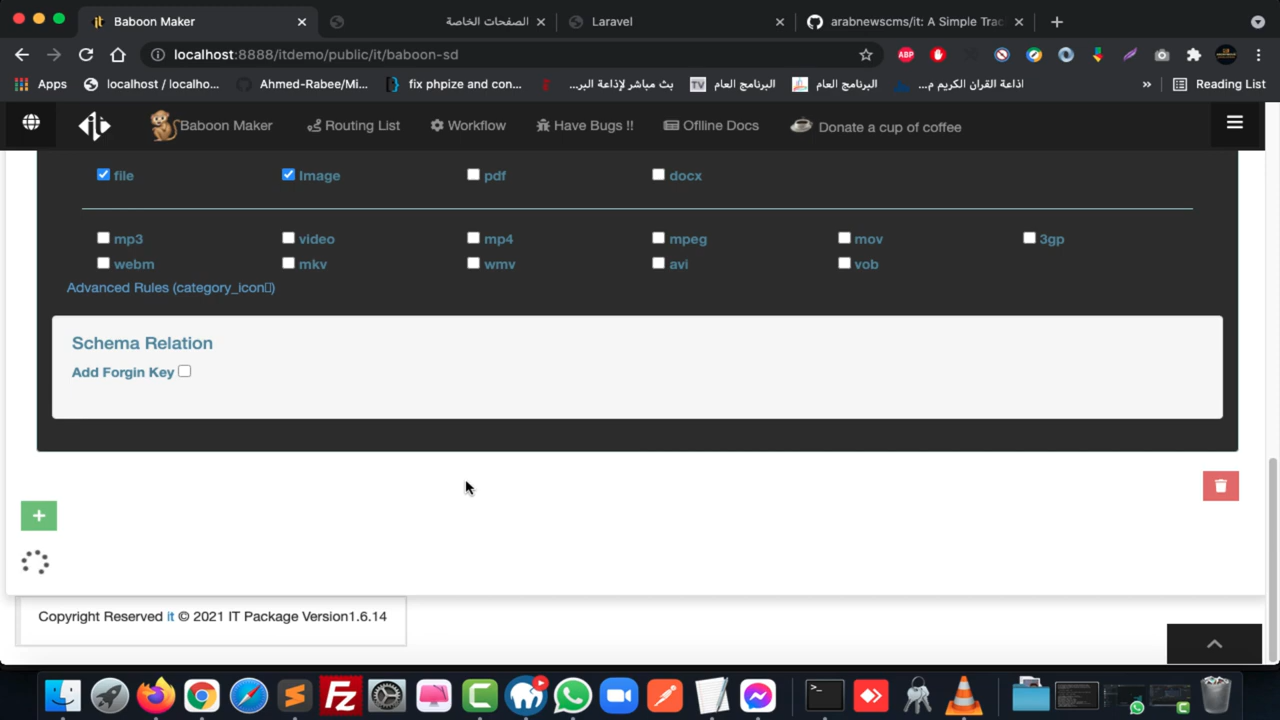 Baboon Maker
الصفحات الخاصة
Laravel
arabnewscms/it: A Simple Trac
localhost:8888/itdemo/public/it/baboon-sd
ABP
Apps
localhost / localho...
Ahmed-Rabee/Mi...
fix phpize and con...
بث مباشر لإذاعة البر...
TV
البرنامج العام
البرنامج العام
اذاعة القران الكريم م...
»
Reading List
it
Baboon Maker
Routing List
Workflow
Have Bugs !!
Oflline Docs
Donate a cup of coffee
file
Image
pdf
docx
mp3
video
mp4
mpeg
mov
3gp
webm
mkv
wmv
avi
vob
Advanced Rules (category_icon▯)
Schema Relation
Add Forgin Key
+
Copyright Reserved it © 2021 IT Package Version1.6.14